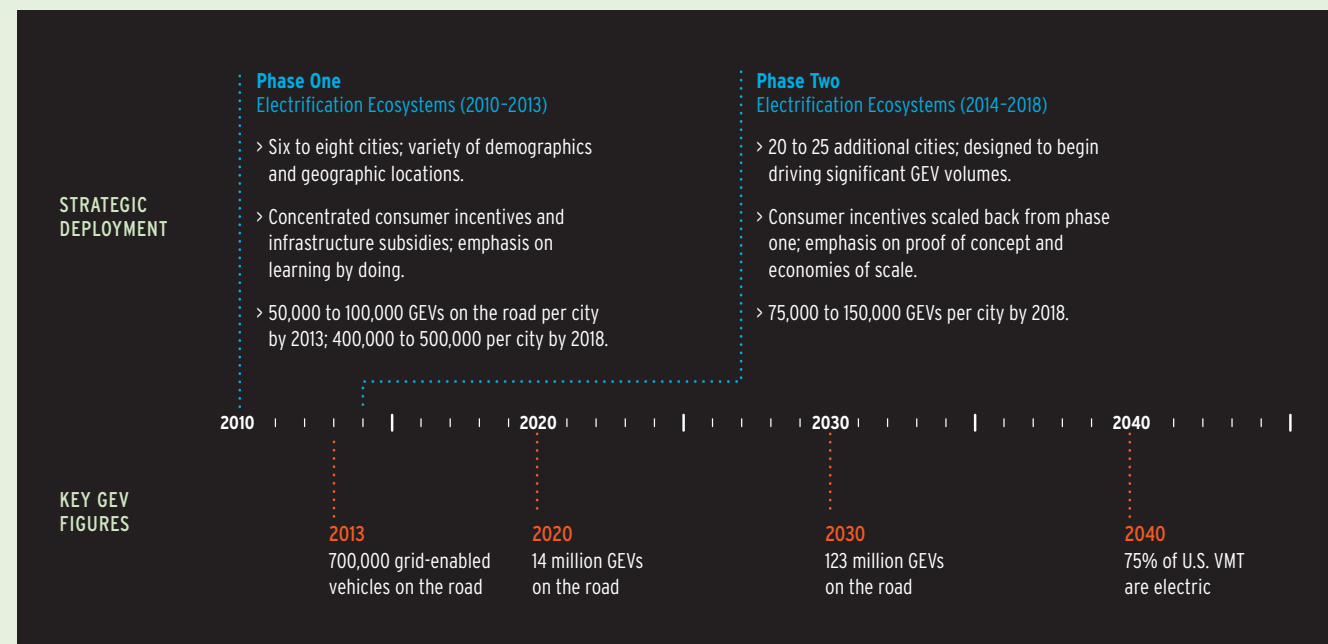 Phase One
Electrification Ecosystems (2010–2013)
> Six to eight cities; variety of demographics
and geographic locations.
> Concentrated consumer incentives and
infrastructure subsidies; emphasis on
learning by doing.
> 50,000 to 100,000 GEVs on the road per city
by 2013; 400,000 to 500,000 per city by 2018.
Phase Two
Electrification Ecosystems (2014–2018)
> 20 to 25 additional cities; designed to begin
driving significant GEV volumes.
> Consumer incentives scaled back from phase
one; emphasis on proof of concept and
economies of scale.
> 75,000 to 150,000 GEVs per city by 2018.
STRATEGIC
DEPLOYMENT
2010 2020 2030 2040
KEY GEV
FIGURES
2013
700,000 grid-enabled
vehicles on the road
2020
14 million GEVs
on the road
2030
123 million GEVs
on the road
2040
75% of U.S. VMT
are electric